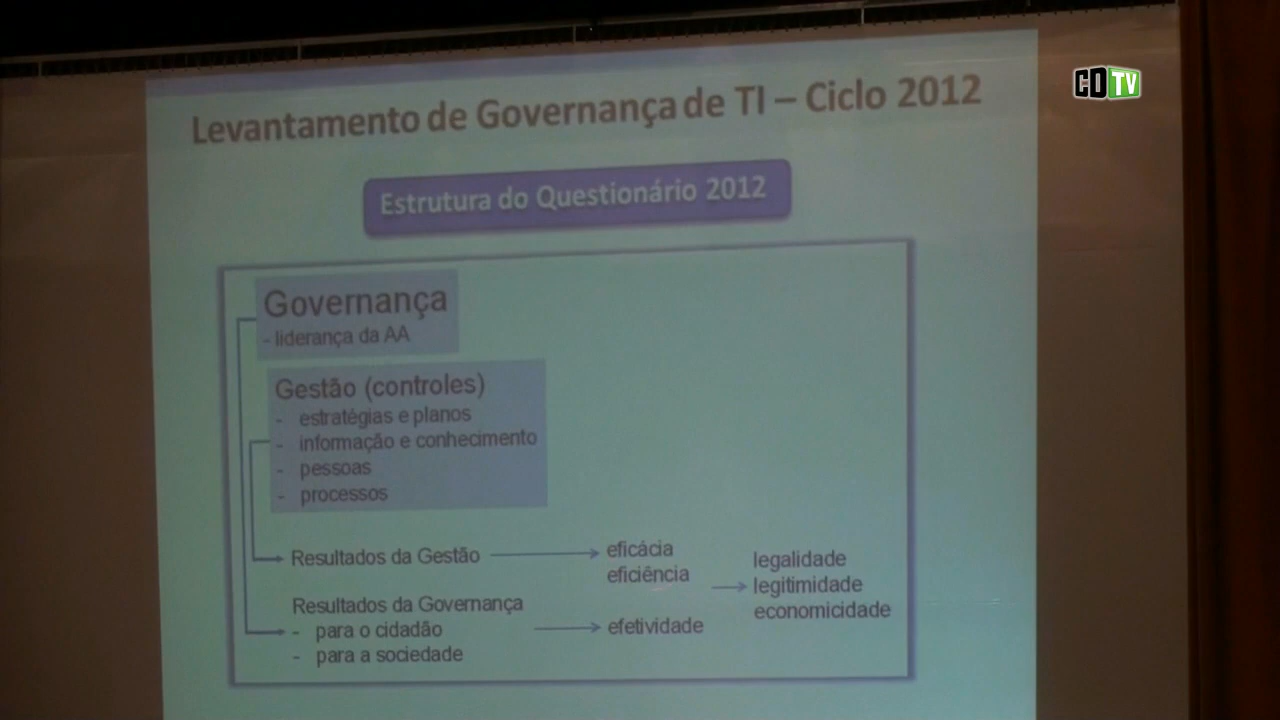 CDTV
Levantamento de Governança de TI – Ciclo 2012
Estrutura do Questionário 2012
Governança
- liderança da AA
Gestão (controles)
- estratégias e planos
- informação e conhecimento
- pessoas
- processos
Resultados da Gestão
eficácia
eficiência
legalidade
legitimidade
economicidade
Resultados da Governança
- para o cidadão
- para a sociedade
efetividade